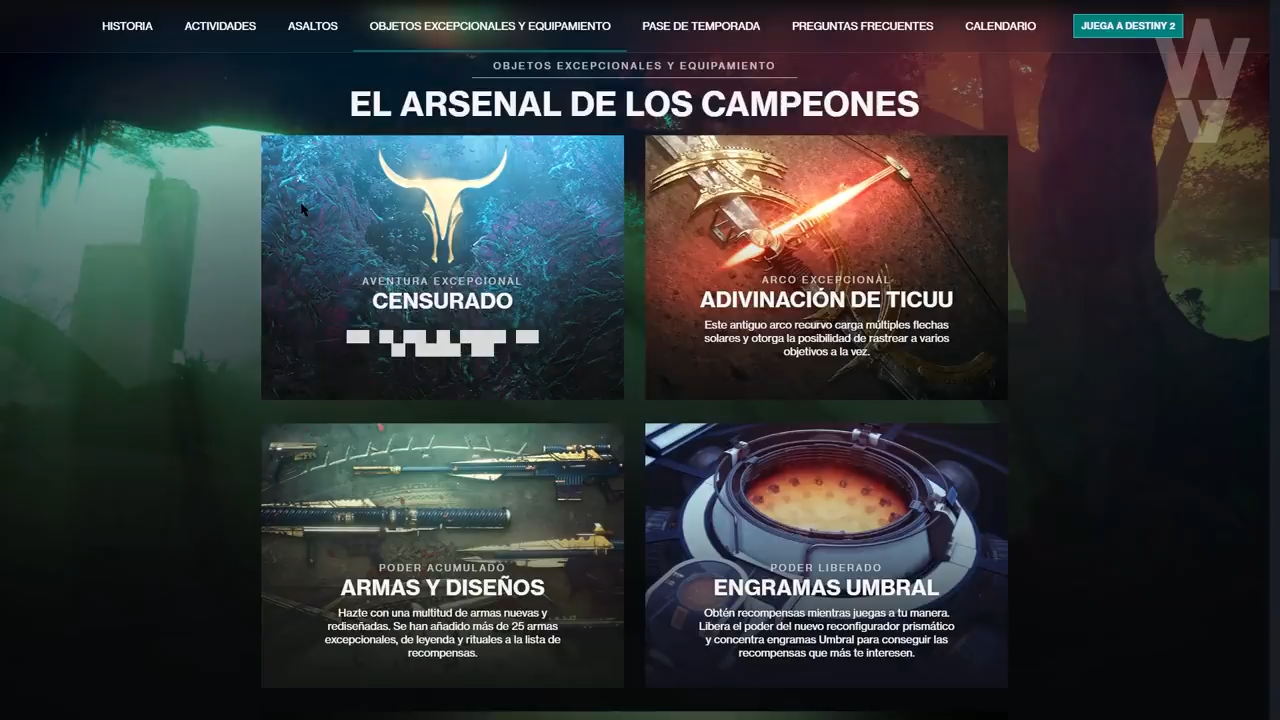 HISTORIA
ACTIVIDADES
ASALTOS
OBJETOS EXCEPCIONALES Y EQUIPAMIENTO
PASE DE TEMPORADA
PREGUNTAS FRECUENTES
CALENDARIO
JUEGA A DESTINY 2
OBJETOS EXCEPCIONALES Y EQUIPAMIENTO
EL ARSENAL DE LOS CAMPEONES
AVENTURA EXCEPCIONAL
CENSURADO
ARCO EXCEPCIONAL
ADIVINACIÓN DE TICUU
Este antiguo arco recurvo carga múltiples flechas
solares y otorga la posibilidad de rastrear a varios
objetivos a la vez.
PODER ACUMULADO
ARMAS Y DISEÑOS
Hazte con una multitud de armas nuevas y
rediseñadas. Se han añadido más de 25 armas
excepcionales, de leyenda y rituales a la lista de
recompensas.
PODER LIBERADO
ENGRAMAS UMBRAL
Obtén recompensas mientras juegas a tu manera.
Libera el poder del nuevo reconfigurador prismático
y concentra engramas Umbral para conseguir las
recompensas que más te interesen.